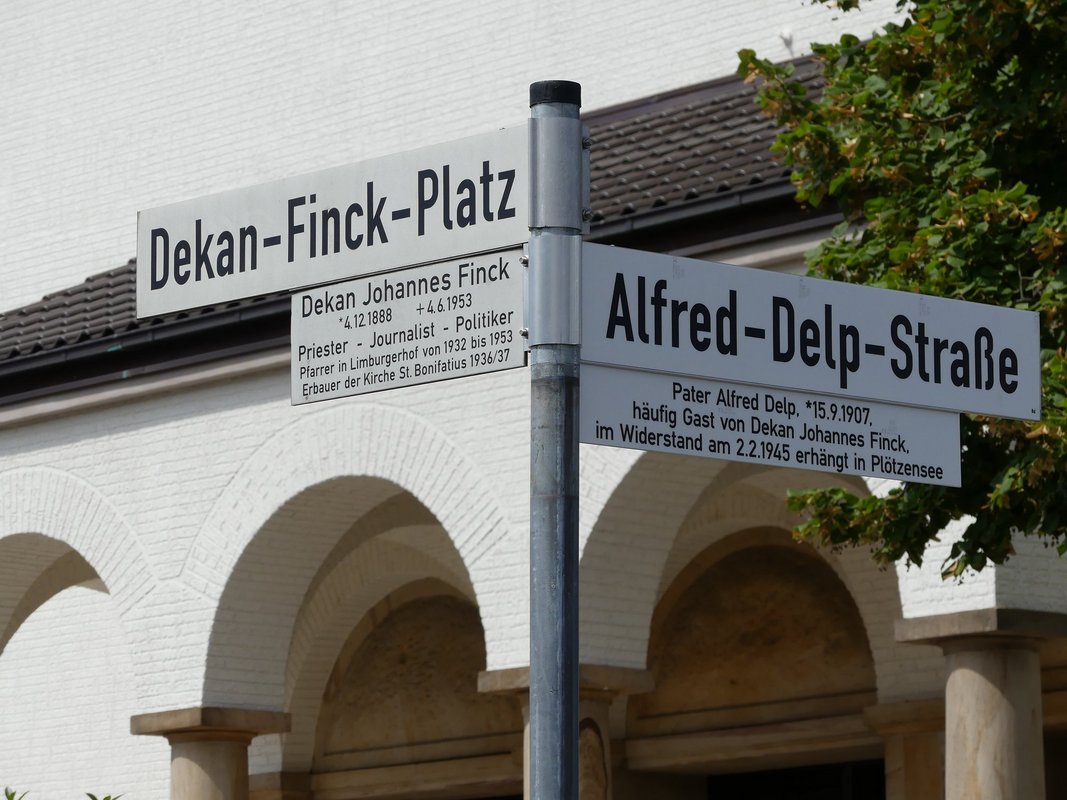 Dekan-Finck-Platz
Dekan Johannes Finck
*4.12.1888 +4.6.1953
Priester - Journalist - Politiker
Pfarrer in Limburgerhof von 1932 bis 1953
Erbauer der Kirche St. Bonifatius 1936/37
Alfred-Delp-Straße
Pater Alfred Delp, *15.9.1907,
häufig Gast von Dekan Johannes Finck,
im Widerstand am 2.2.1945 erhängt in Plötzensee